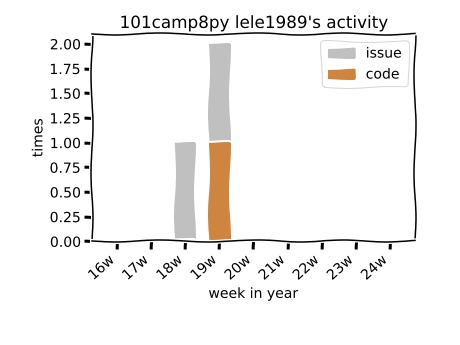 101camp8py lele1989's activity
issue
code
2.00
1.75
1.50
1.25
1.00
0.75
0.50
0.25
0.00
times
16w 17w 18w 19w 20w 21w 22w 23w 24w
week in year